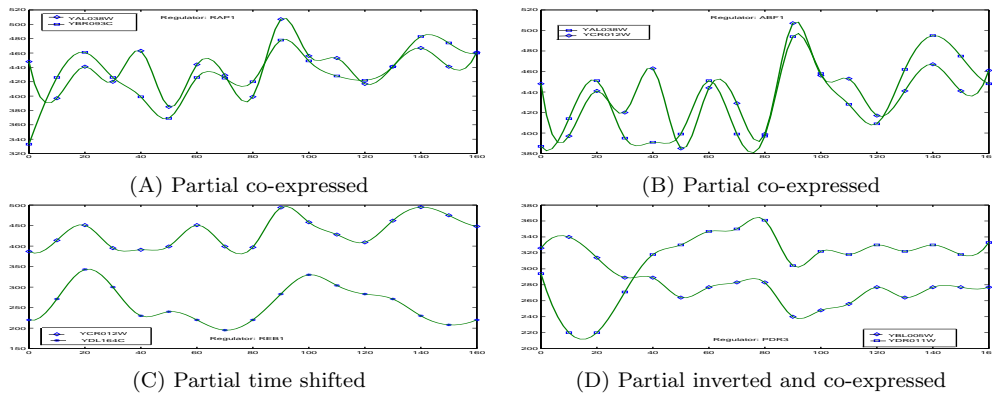 520
500
480
460
440
420
400
380
360
340
320
YAL038W
YBR093C
Regulator: RAP1
0 20 40 60 80 100 120 140 160
(A) Partial co-expressed
520
500
480
460
440
420
400
380
YAL038W
YCR012W
Regulator: ABF1
0 20 40 60 80 100 120 140
(B) Partial co-expressed
500
450
400
350
300
250
200
150
YCR012W
YDL164C
Regulator: REB1
0 20 40 60 80 100 120 140 160
(C) Partial time shifted
380
360
340
320
300
280
260
240
220
200
Regulator: PDR3
YBL005W
YDR011W
0 20 40 60 80 100 120 140
(D) Partial inverted and co-expressed